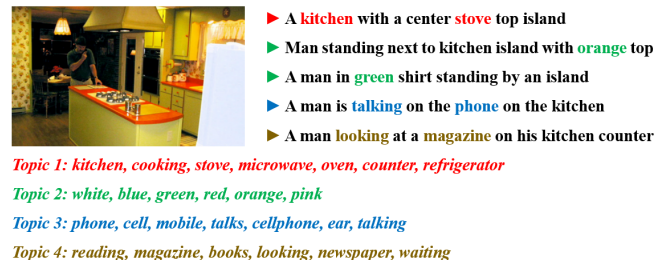 ► A kitchen with a center stove top island
► Man standing next to kitchen island with orange top
► A man in green shirt standing by an island
► A man is talking on the phone on the kitchen
► A man looking at a magazine on his kitchen counter
Topic 1: kitchen, cooking, stove, microwave, oven, counter, refrigerator
Topic 2: white, blue, green, red, orange, pink
Topic 3: phone, cell, mobile, talks, cellphone, ear, talking
Topic 4: reading, magazine, books, looking, newspaper, waiting